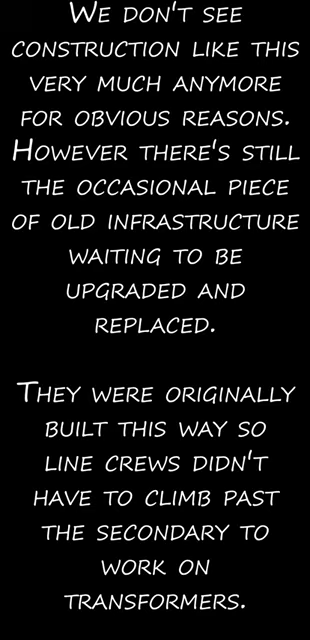 We don't see
construction like this
very much anymore
for obvious reasons.
However there's still
the occasional piece
of old infrastructure
waiting to be
upgraded and
replaced.

They were originally
built this way so
line crews didn't
have to climb past
the secondary to
work on
transformers.